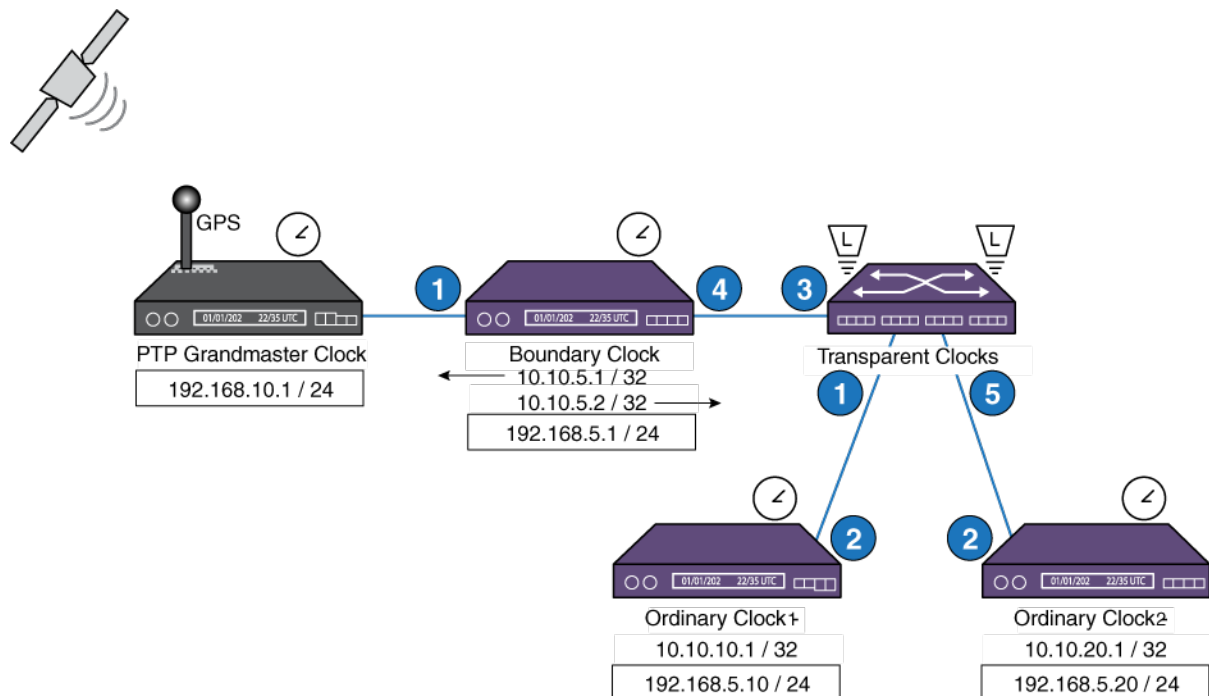 GPS
L
L
1
4
3
01/01/202 22/35 UTC
01/01/202 22/35 UTC
PTP Grandmaster Clock
192.168.10.1 / 24
Boundary Clock
10.10.5.1 / 32
10.10.5.2 / 32
192.168.5.1 / 24
Transparent Clocks
1
5
2
2
01/01/202 22/35 UTC
01/01/202 22/35 UTC
Ordinary Clock1
10.10.10.1 / 32
192.168.5.10 / 24
Ordinary Clock2
10.10.20.1 / 32
192.168.5.20 / 24